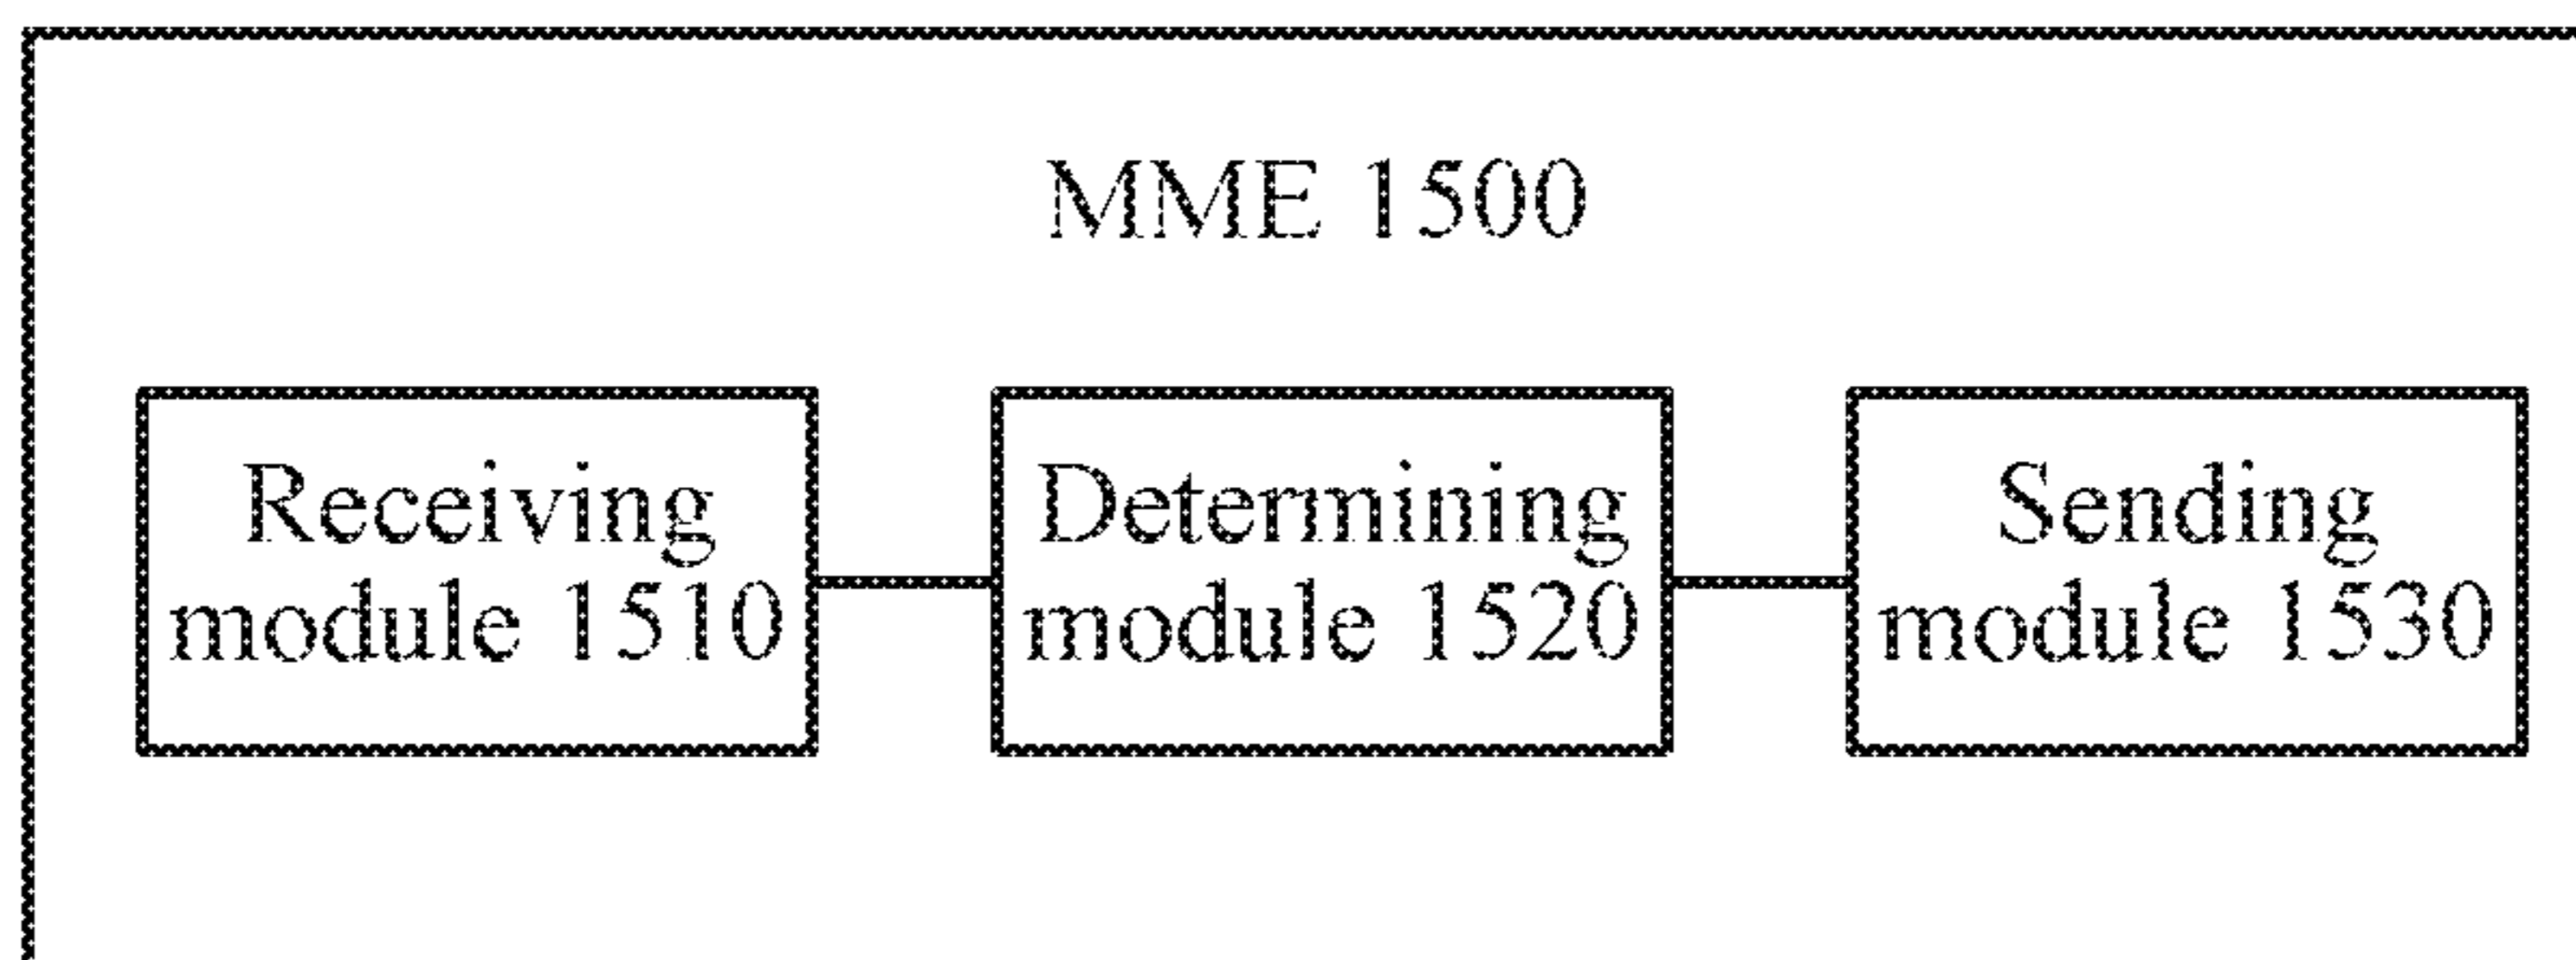 MME 1500
Receiving
module 1510
Determining
module 1520
Sending
module 1530